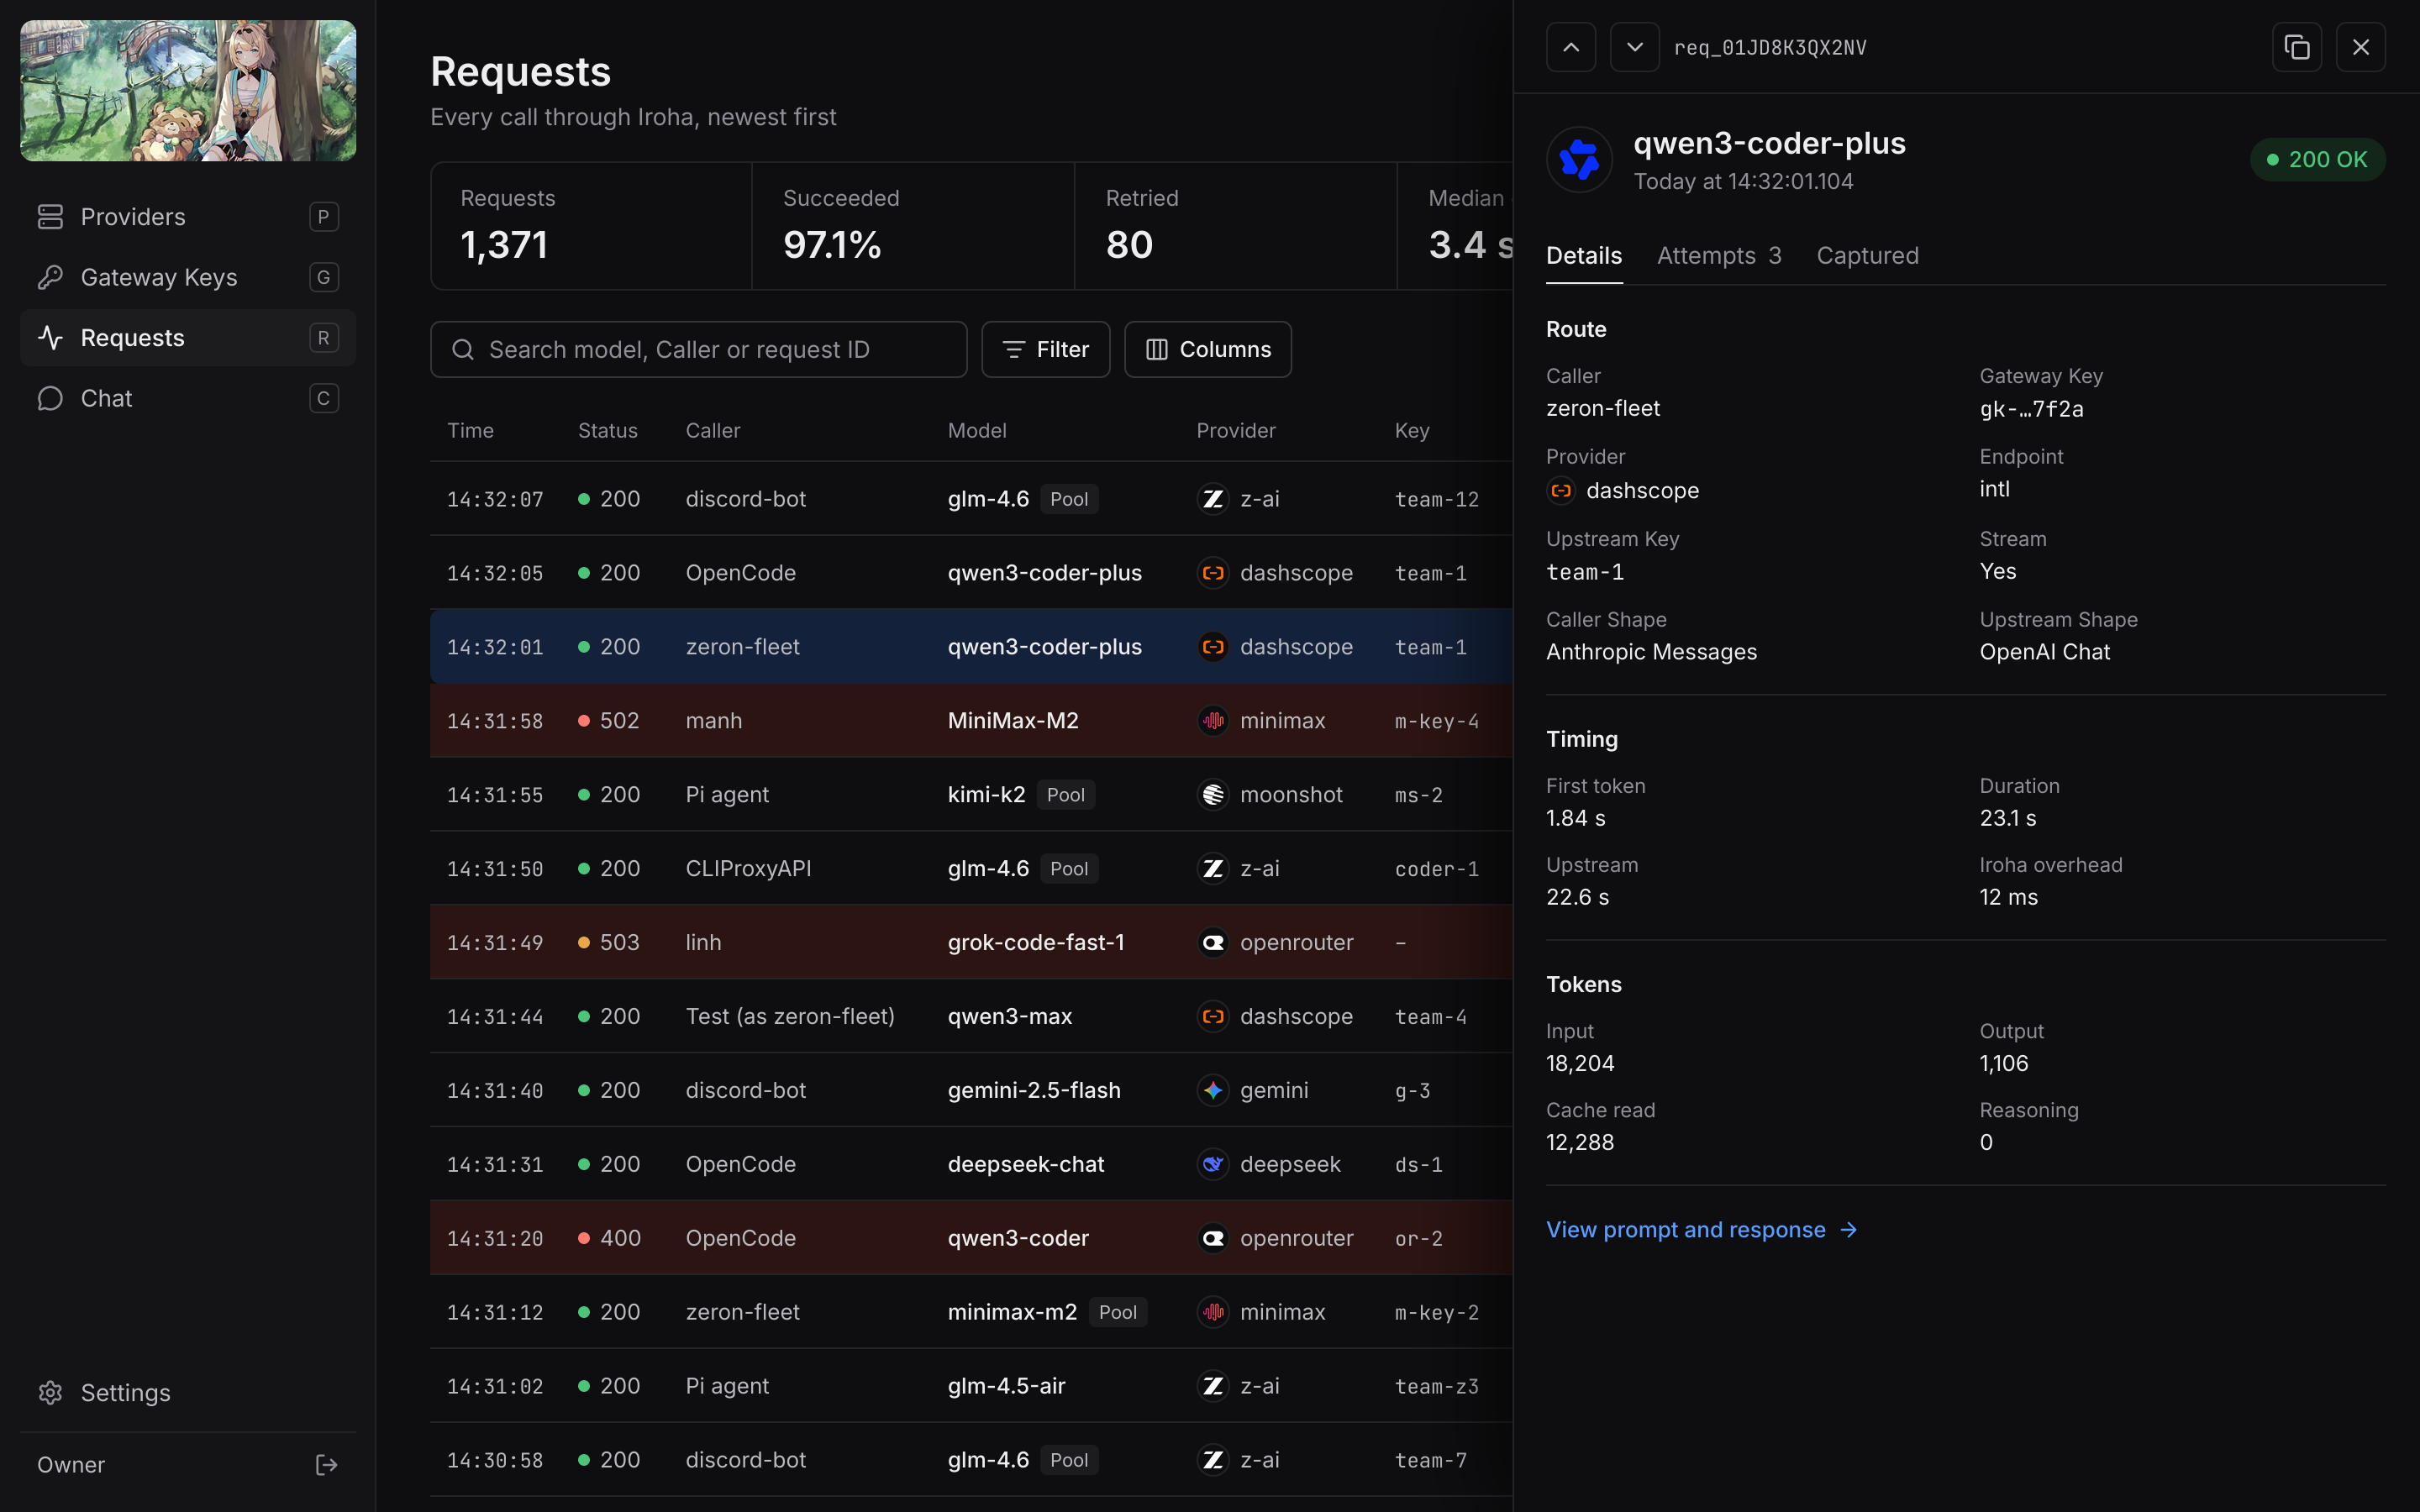 Providers P
Gateway Keys G
Requests R
Chat C
Settings
Owner
Requests
Every call through Iroha, newest first
Requests Succeeded Retried Median
1,371 97.1% 80 3.4 s
Search model, Caller or request ID Filter Columns
Time Status Caller Model Provider Key
14:32:07 200 discord-bot glm-4.6 Pool z-ai team-12
14:32:05 200 OpenCode qwen3-coder-plus dashscope team-1
14:32:01 200 zeron-fleet qwen3-coder-plus dashscope team-1
14:31:58 502 manh MiniMax-M2 minimax m-key-4
14:31:55 200 Pi agent kimi-k2 Pool moonshot ms-2
14:31:50 200 CLIProxyAPI glm-4.6 Pool z-ai coder-1
14:31:49 503 linh grok-code-fast-1 openrouter –
14:31:44 200 Test (as zeron-fleet) qwen3-max dashscope team-4
14:31:40 200 discord-bot gemini-2.5-flash gemini g-3
14:31:31 200 OpenCode deepseek-chat deepseek ds-1
14:31:20 400 OpenCode qwen3-coder openrouter or-2
14:31:12 200 zeron-fleet minimax-m2 Pool minimax m-key-2
14:31:02 200 Pi agent glm-4.5-air z-ai team-z3
14:30:58 200 discord-bot glm-4.6 Pool z-ai team-7
req_01JD8K3QX2NV
qwen3-coder-plus
Today at 14:32:01.104
200 OK
Details Attempts 3 Captured
Route
Caller Gateway Key
zeron-fleet gk-…7f2a
Provider Endpoint
dashscope intl
Upstream Key Stream
team-1 Yes
Caller Shape Upstream Shape
Anthropic Messages OpenAI Chat
Timing
First token Duration
1.84 s 23.1 s
Upstream Iroha overhead
22.6 s 12 ms
Tokens
Input Output
18,204 1,106
Cache read Reasoning
12,288 0
View prompt and response →